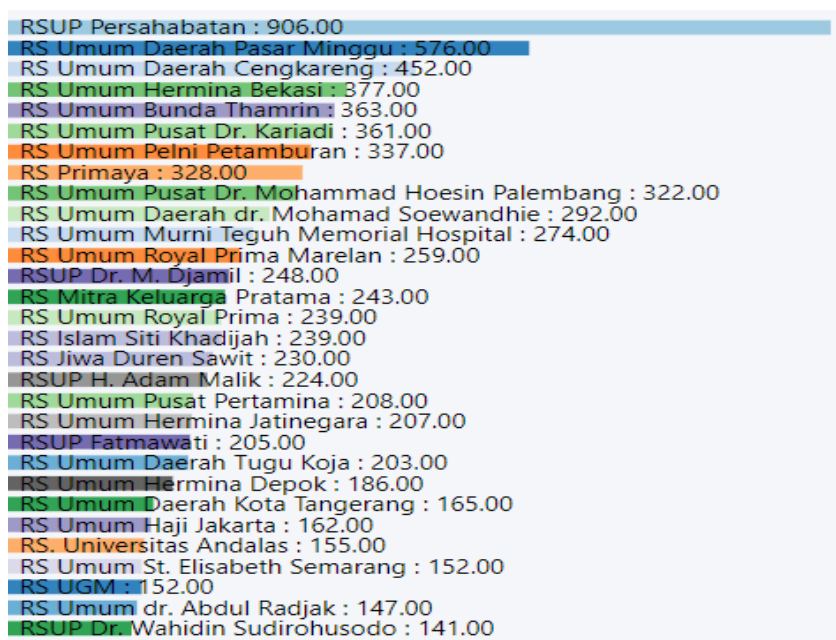 RSUP Persahabatan : 906.00
RS Umum Daerah Pasar Minggu : 576.00
RS Umum Daerah Cengkareng : 452.00
RS Umum Hermina Bekasi : 377.00
RS Umum Bunda Thamrin : 363.00
RS Umum Pusat Dr. Kariadi : 361.00
RS Umum Pelni Petamburan : 337.00
RS Primaya : 328.00
RS Umum Pusat Dr. Mohammad Hoesin Palembang : 322.00
RS Umum Daerah dr. Mohamad Soewandhie : 292.00
RS Umum Murni Teguh Memorial Hospital : 274.00
RS Umum Royal Prima Marelan : 259.00
RSUP Dr. M. Djamil : 248.00
RS Mitra Keluarga Pratama : 243.00
RS Umum Royal Prima : 239.00
RS Islam Siti Khadijah : 239.00
RS Jiwa Duren Sawit : 230.00
RSUP H. Adam Malik : 224.00
RS Umum Pusat Pertamina : 208.00
RS Umum Hermina Jatinegara : 207.00
RSUP Fatmawati : 205.00
RS Umum Daerah Tugu Koja : 203.00
RS Umum Hermina Depok : 186.00
RS Umum Daerah Kota Tangerang : 165.00
RS Umum Haji Jakarta : 162.00
RS. Universitas Andalas : 155.00
RS Umum St. Elisabeth Semarang : 152.00
RS UGM : 152.00
RS Umum dr. Abdul Radjak : 147.00
RSUP Dr. Wahidin Sudirohusodo : 141.00